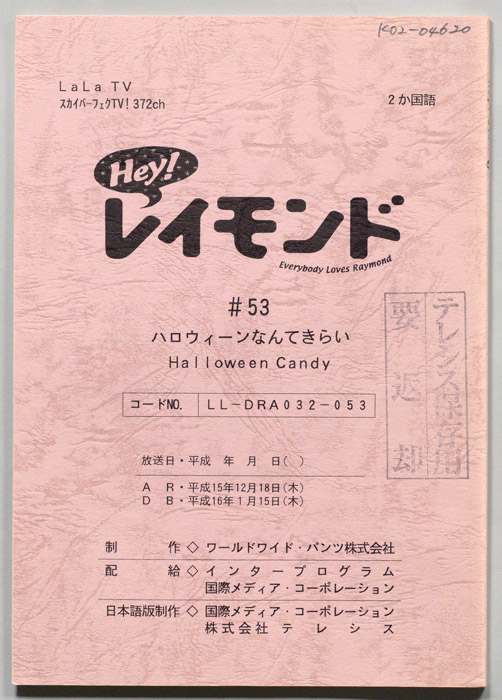 K02-04620
LaLa TV
スカイパーフェクTV! 372ch
2か国語
Hey!
レイモンド
Everybody Loves Raymond
#53
ハロウィーンなんてきらい
Halloween Candy
コードNO. LL-DRA032-053
テレシス保存用
要返却
放送日・平成 年 月 日( )
A R・平成15年12月18日(木)
D B・平成16年1月15日(木)
制作◇ワールドワイド・パンツ株式会社
配給◇インタープログラム
国際メディア・コーポレーション
日本語版制作◇国際メディア・コーポレーション
株式会社テレシス